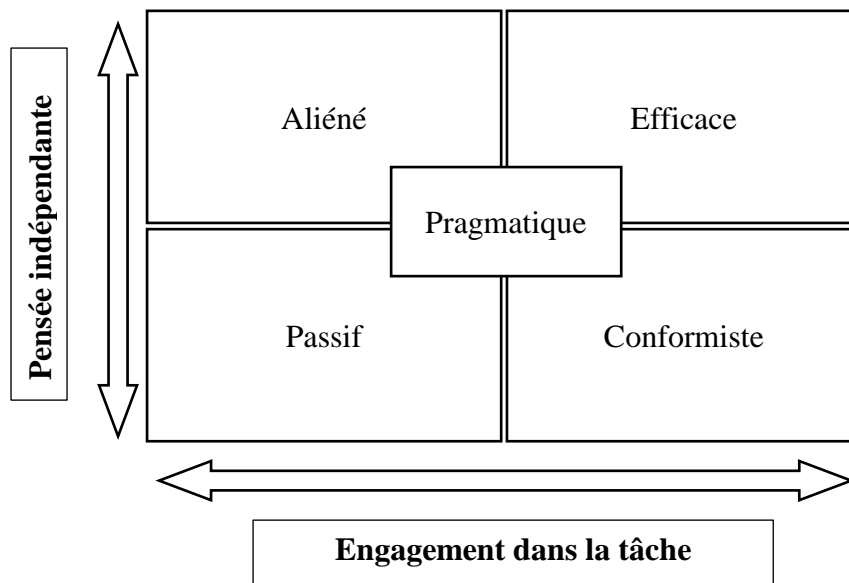 Pensée indépendante
Aliéné
Efficace
Pragmatique
Passif
Conformiste
Engagement dans la tâche